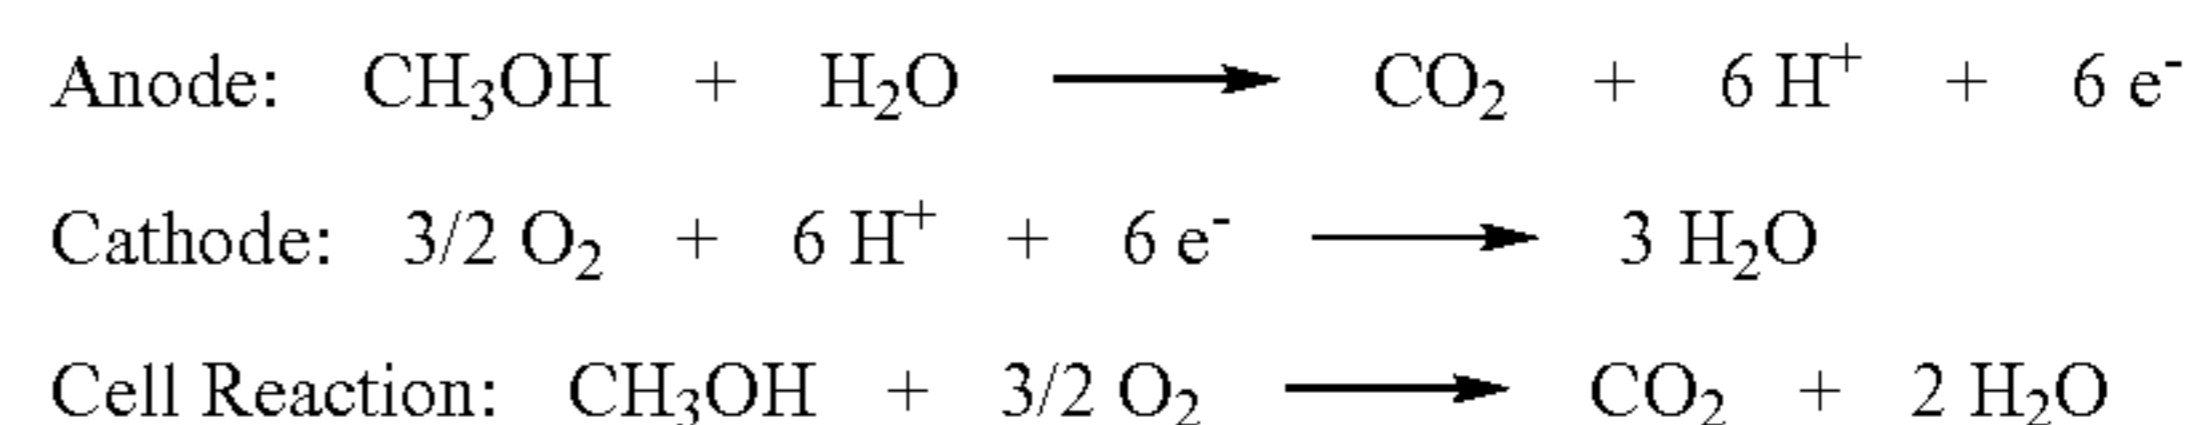 Anode: CH₃OH + H₂O ⟶ CO₂ + 6 H⁺ + 6 e⁻
Cathode: 3/2 O₂ + 6 H⁺ + 6 e⁻ ⟶ 3 H₂O
Cell Reaction: CH₃OH + 3/2 O₂ ⟶ CO₂ + 2 H₂O